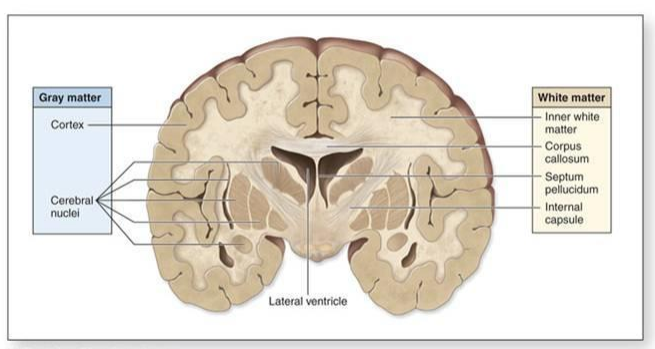 Gray matter
Cortex
Cerebral
nuclei
White matter
Inner white
matter
Corpus
callosum
Septum
pellucidum
Internal
capsule
Lateral ventricle